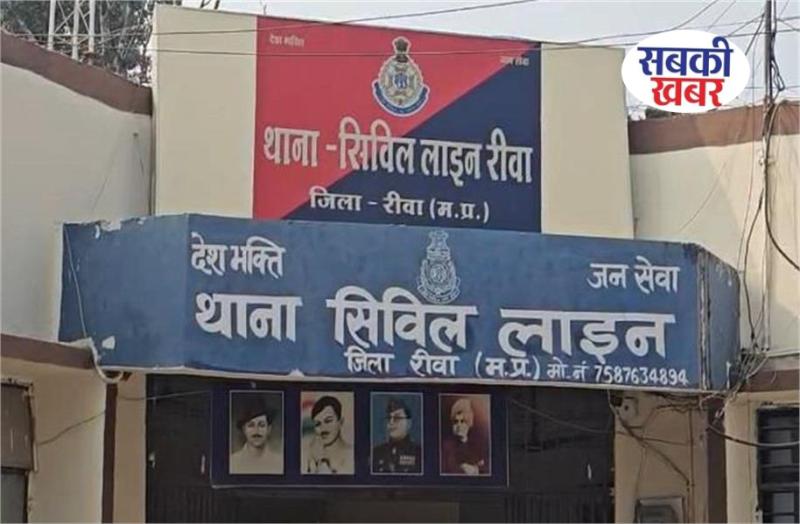 देश भक्ति जन सेवा
थाना - सिविल लाइन रीवा
जिला - रीवा (म.प्र.)
सबकी
खबर
देश भक्ति जन सेवा
थाना सिविल लाइन
जिला रीवा (म.प्र.) मो.नं 7587634894